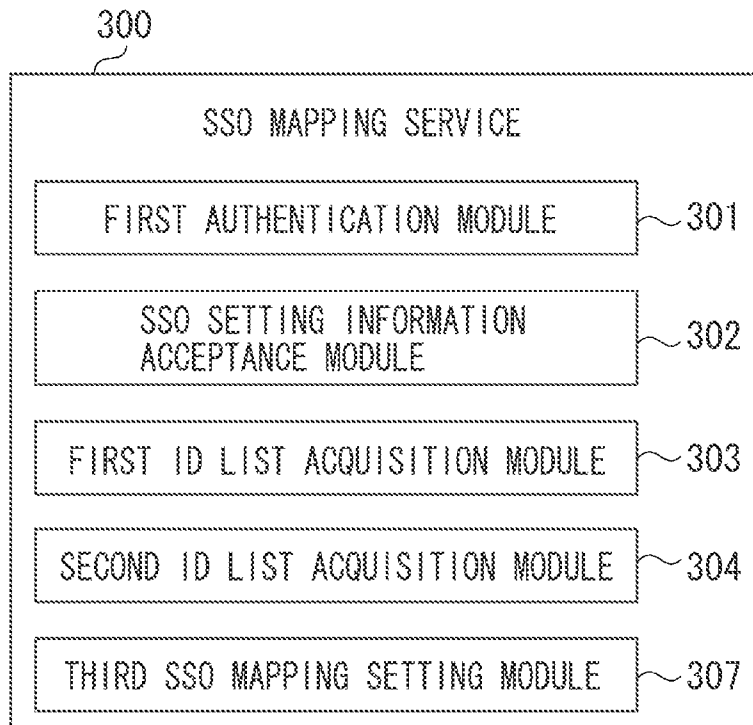 300
SSO MAPPING SERVICE
FIRST AUTHENTICATION MODULE
301
SSO SETTING INFORMATION
ACCEPTANCE MODULE
302
FIRST ID LIST ACQUISITION MODULE
303
SECOND ID LIST ACQUISITION MODULE
304
THIRD SSO MAPPING SETTING MODULE
307